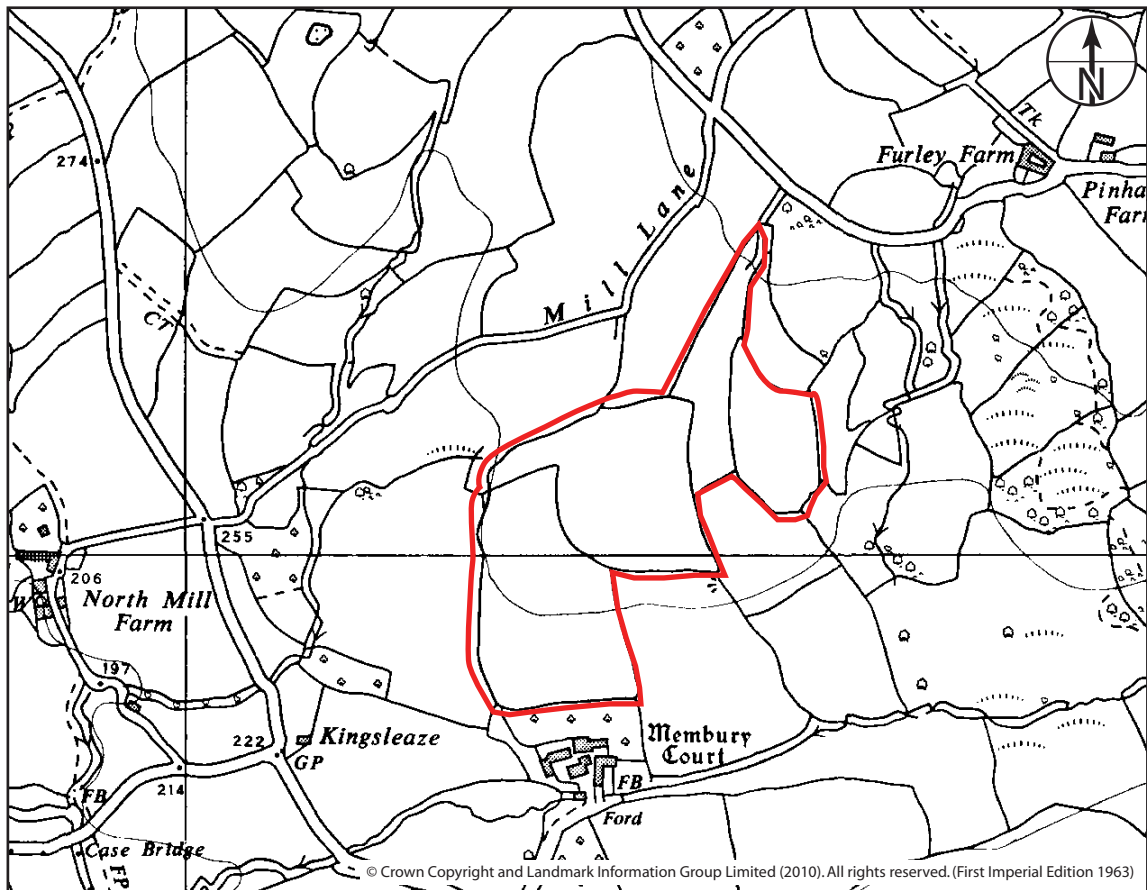 N
Tk
274
Furley Farm
Pinha
Farm
Mill Lane
CT
255
206
W
North Mill
Farm
197
222
Kingsleaze
GP
Membury
Court
214
FB
FB
Ford
Case Bridge
FP
© Crown Copyright and Landmark Information Group Limited (2010). All rights reserved. (First Imperial Edition 1963)